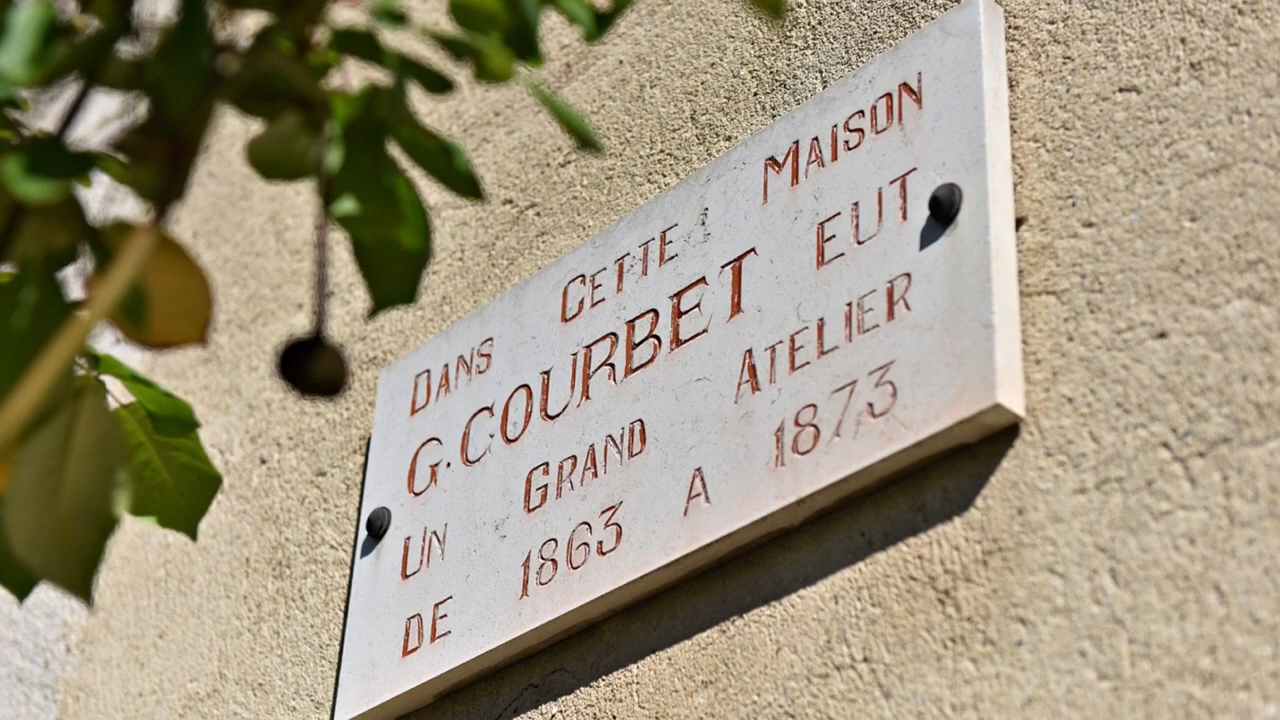 DANS CETTE MAISON
G. COURBET EUT
UN GRAND ATELIER
DE 1863 A 1873